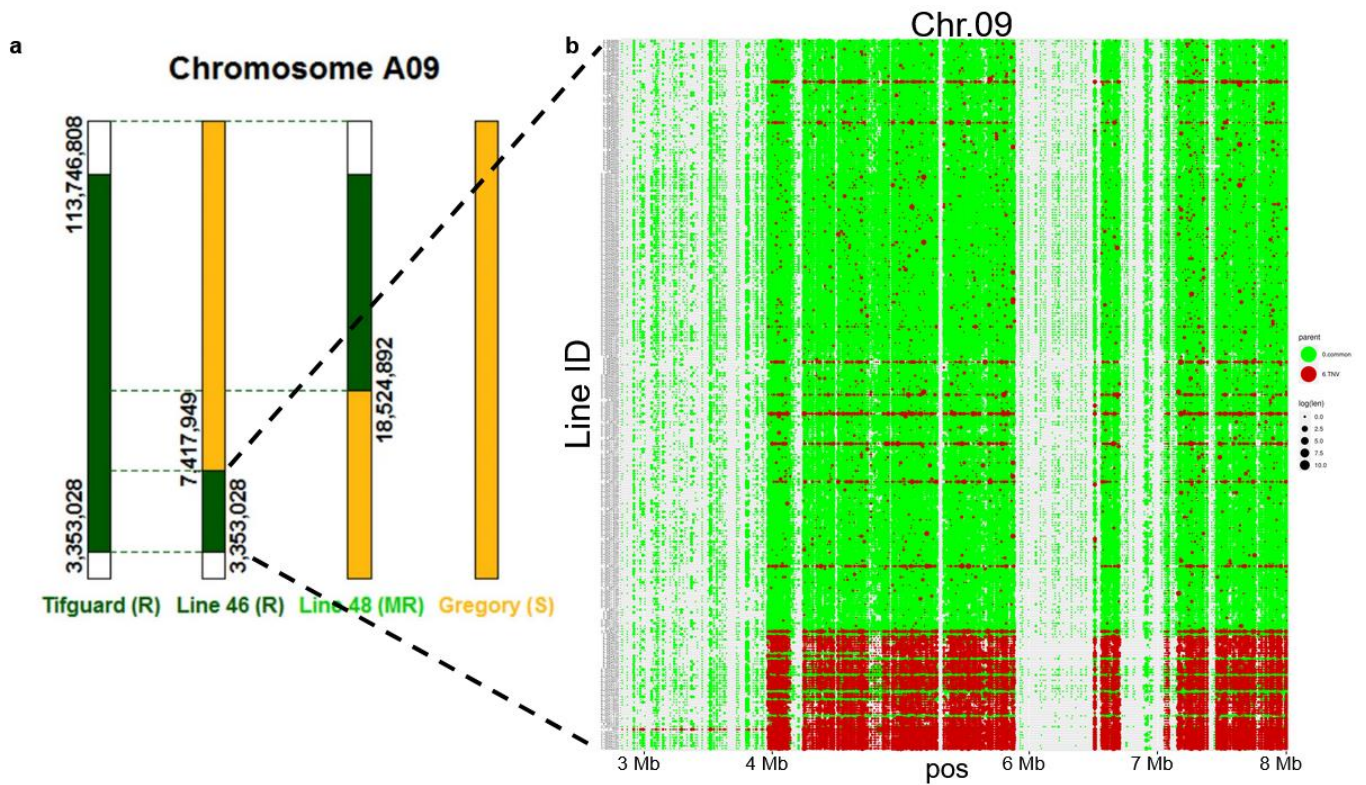 a
Chromosome A09
113,746,808
3,353,028
7,417,949
3,353,028
18,524,892
Tifguard (R) Line 46 (R) Line 48 (MR) Gregory (S)
b
Chr.09
Line ID
3 Mb 4 Mb pos 6 Mb 7 Mb 8 Mb
parent
0.common
6.TNV
log(len)
0.0
2.5
5.0
7.5
10.0